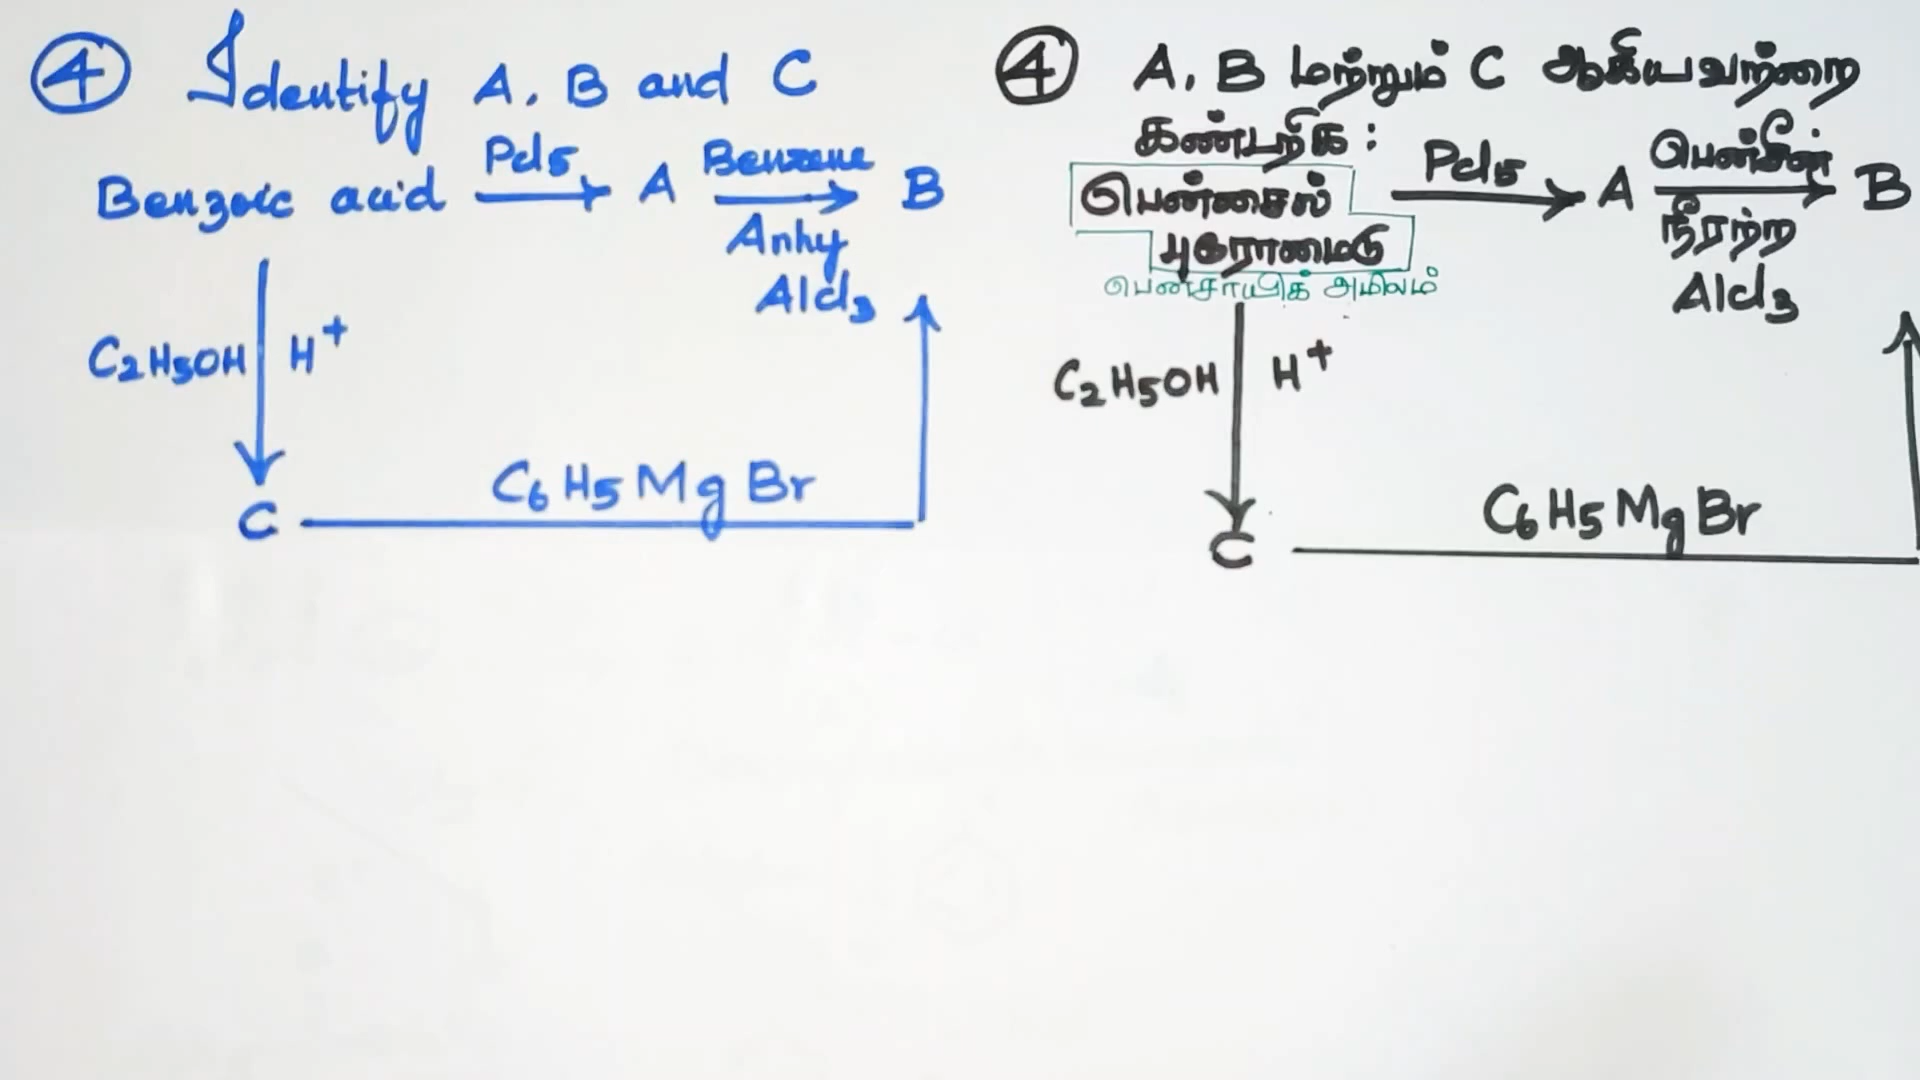 4 Identify A, B and C
Benzoic acid PCl5 A Benzene B
Anhy
AlCl3
C2H5OH H+
C6H5MgBr
C
4 A, B மற்றும் C ஆகியவற்றை
கண்டறிக :
பென்சைல் PCl5 A பென்சீன் B
புரோமைடு நீரற்ற
பென்சாயிக் அமிலம் AlCl3
C2H5OH H+
C6H5MgBr
C